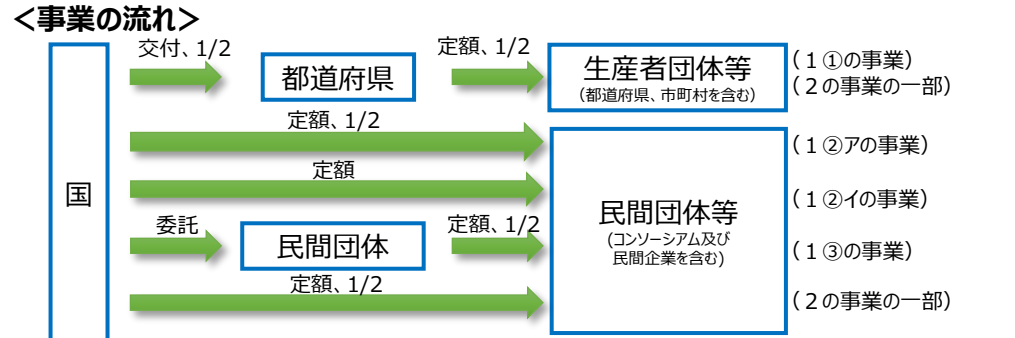 ＜事業の流れ＞
交付、1/2
定額、1/2
都道府県
生産者団体等
（都道府県、市町村を含む）
（１①の事業）
（２の事業の一部）
定額、1/2
（１②アの事業）
定額
（１②イの事業）
国
委託
民間団体
定額、1/2
民間団体等
(コンソーシアム及び
民間企業を含む)
（１③の事業）
定額、1/2
（２の事業の一部）